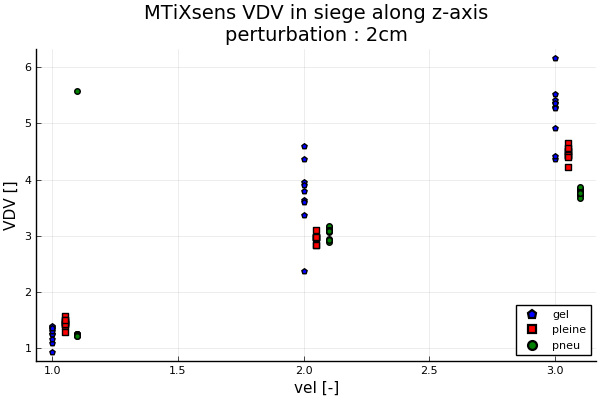 MTiXsens VDV in siege along z-axis
perturbation : 2cm
VDV []
6
5
4
3
2
1
1.0
1.5
2.0
2.5
3.0
vel [-]
gel
pleine
pneu